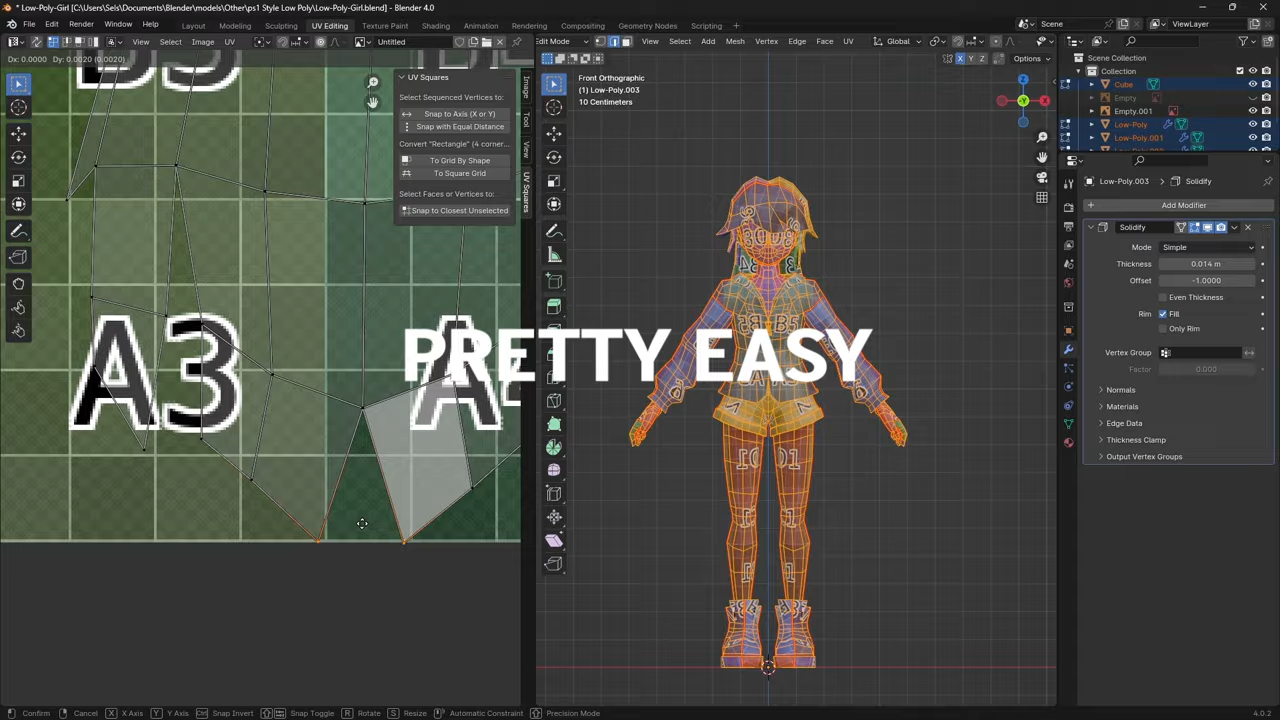 * Low-Poly-Girl [C:\Users\Sels\Documents\Blender\models\Other\ps1 Style Low Poly\Low-Poly-Girl.blend] - Blender 4.0
File Edit Render Window Help Layout Modeling Sculpting UV Editing Texture Paint Shading Animation Rendering Compositing Geometry Nodes Scripting + Scene ViewLayer
View Select Image UV Untitled Edit Mode View Select Add Mesh Vertex Edge Face UV Global
Dx: 0.0000 Dy: 0.0020 (0.0020) X Y Z Options
UV Squares
Select Sequenced Vertices to:
Snap to Axis (X or Y)
Snap with Equal Distance
Convert "Rectangle" (4 corner...
To Grid By Shape
To Square Grid
Select Faces or Vertices to:
Snap to Closest Unselected
Image
Tool
View
UV Squares
A3
Front Orthographic
(1) Low-Poly.003
10 Centimeters
B5
PRETTY EASY
Scene Collection
Collection
Cube
Empty
Empty.001
Low-Poly
Low-Poly.001
Low-Poly.003 Solidify
Add Modifier
Solidify
Mode Simple
Thickness 0.014 m
Offset -1.0000
Even Thickness
Rim Fill
Only Rim
Vertex Group
Factor 0.000
Normals
Materials
Edge Data
Thickness Clamp
Output Vertex Groups
Confirm Cancel X X Axis Y Y Axis Ctrl Snap Invert Snap Toggle R Rotate S Resize Automatic Constraint Precision Mode 4.0.2